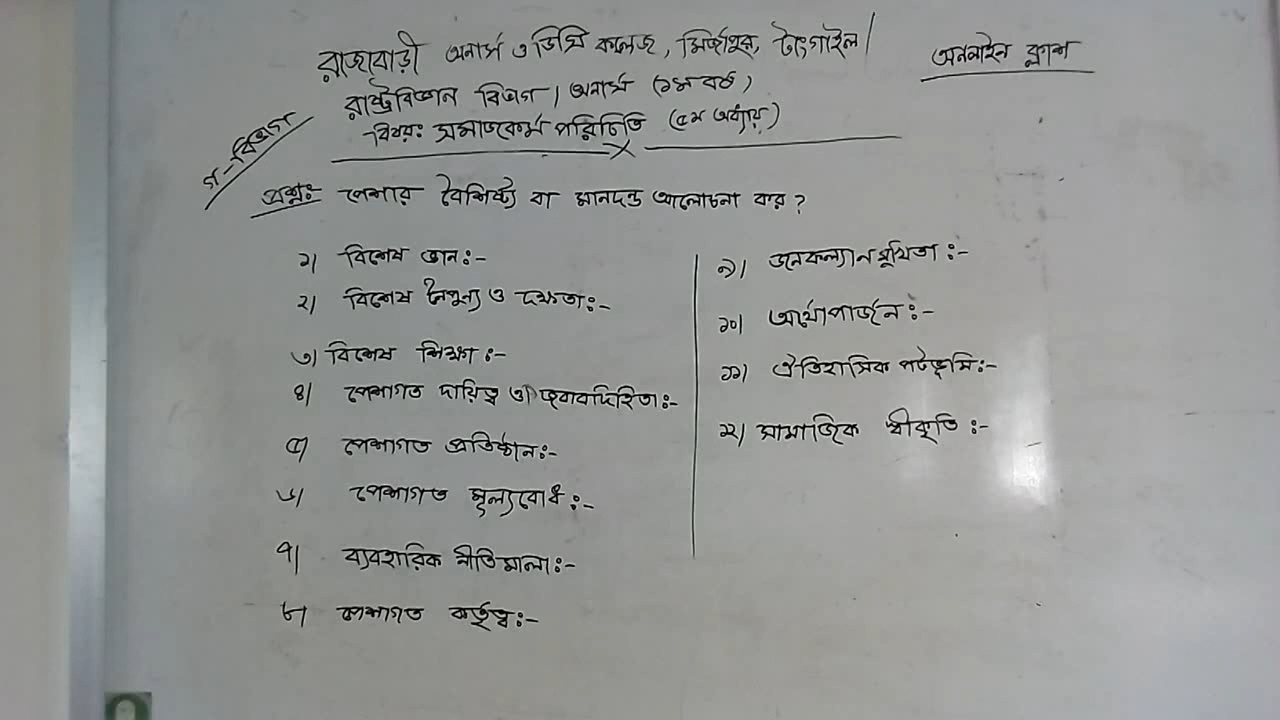 রাজাবাড়ী অনার্স ও ডিগ্রি কলেজ, মির্জাপুর, টাংগাইল।
অনলাইন ক্লাশ
রাষ্ট্রবিজ্ঞান বিভাগ। অনার্স (১ম বর্ষ)
বিষয়: সমাজকর্ম পরিচিতি (৫ম অধ্যায়)
গ-বিভাগ
প্রশ্ন:- পেশার বৈশিষ্ট্য বা মানদন্ড আলোচনা কর?
১। বিশেষ জ্ঞান:-
২। বিশেষ নৈপুন্য ও দক্ষতা:-
৩। বিশেষ শিক্ষা:-
৪। পেশাগত দায়িত্ব ও জবাবদিহিতা:-
৫। পেশাগত প্রতিষ্ঠান:-
৬। পেশাগত মূল্যবোধ:-
৭। ব্যবহারিক নীতিমালা:-
৮। পেশাগত কর্তৃত্ব:-
৯। জনকল্যানমূখিতা:-
১০। অর্থোপার্জন:-
১১। ঐতিহাসিক পটভূমি:-
১২। সামাজিক স্বীকৃতি:-